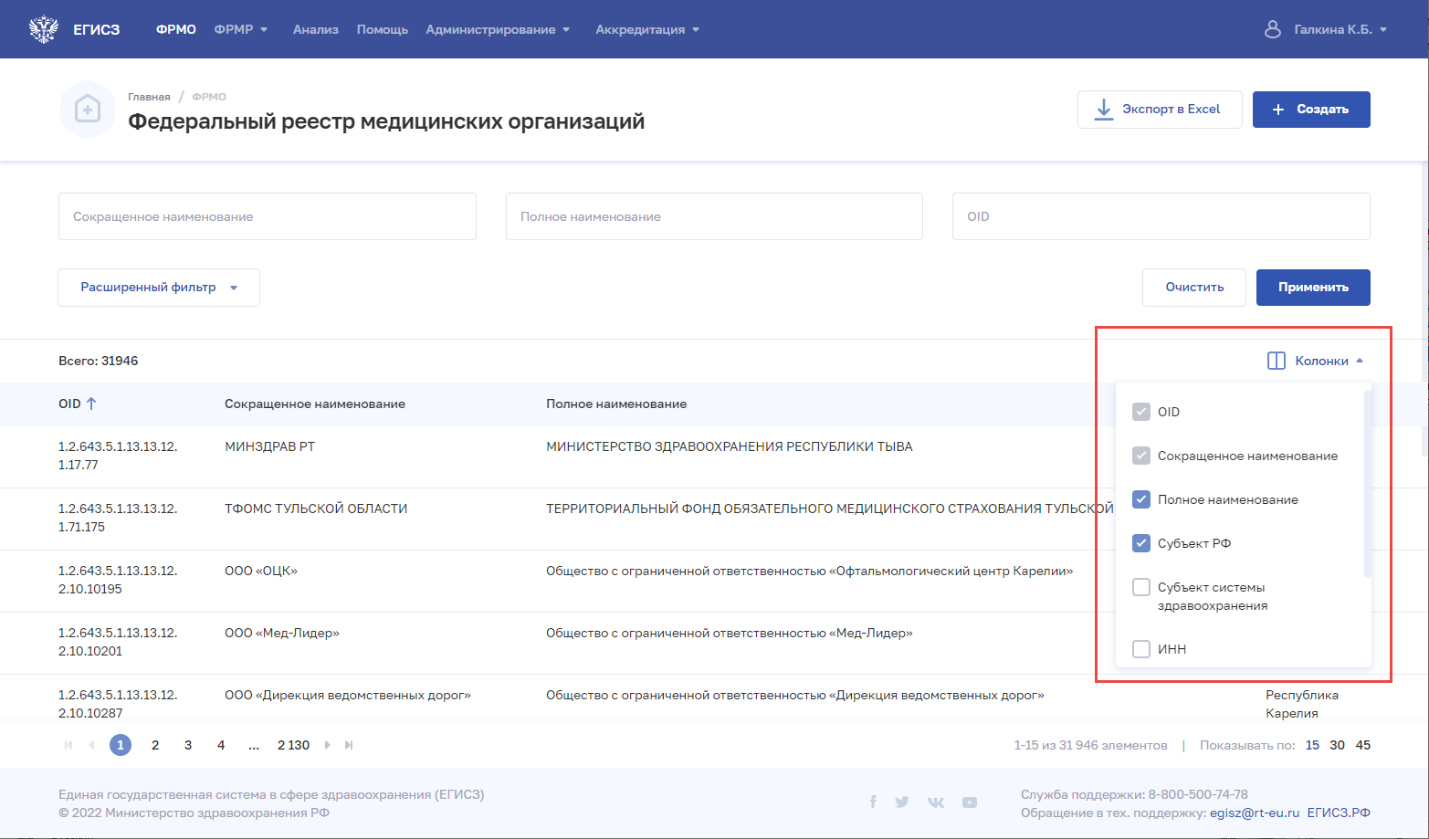 ЕГИСЗ ФРМО ФРМР Анализ Помощь Администрирование Аккредитация Галкина К.Б.
Главная / ФРМО
Федеральный реестр медицинских организаций
Экспорт в Excel
+ Создать
Сокращенное наименование
Полное наименование
OID
Расширенный фильтр
Очистить
Применить
Всего: 31946
Колонки
OID
Сокращенное наименование
Полное наименование
1.2.643.5.1.13.13.12.
1.17.77
МИНЗДРАВ РТ
МИНИСТЕРСТВО ЗДРАВООХРАНЕНИЯ РЕСПУБЛИКИ ТЫВА
1.2.643.5.1.13.13.12.
1.71.175
ТФОМС ТУЛЬСКОЙ ОБЛАСТИ
ТЕРРИТОРИАЛЬНЫЙ ФОНД ОБЯЗАТЕЛЬНОГО МЕДИЦИНСКОГО СТРАХОВАНИЯ ТУЛЬСКОЙ
1.2.643.5.1.13.13.12.
2.10.10195
ООО «ОЦК»
Общество с ограниченной ответственностью «Офтальмологический центр Карелии»
1.2.643.5.1.13.13.12.
2.10.10201
ООО «Мед-Лидер»
Общество с ограниченной ответственностью «Мед-Лидер»
1.2.643.5.1.13.13.12.
2.10.10287
ООО «Дирекция ведомственных дорог»
Общество с ограниченной ответственностью «Дирекция ведомственных дорог»
Республика
Карелия
OID
Сокращенное наименование
Полное наименование
Субъект РФ
Субъект системы
здравоохранения
ИНН
1 2 3 4 ... 2 130
1-15 из 31 946 элементов | Показывать по: 15 30 45
Единая государственная система в сфере здравоохранения (ЕГИСЗ)
© 2022 Министерство здравоохранения РФ
Служба поддержки: 8-800-500-74-78
Обращение в тех. поддержку: egisz@rt-eu.ru ЕГИСЗ.РФ